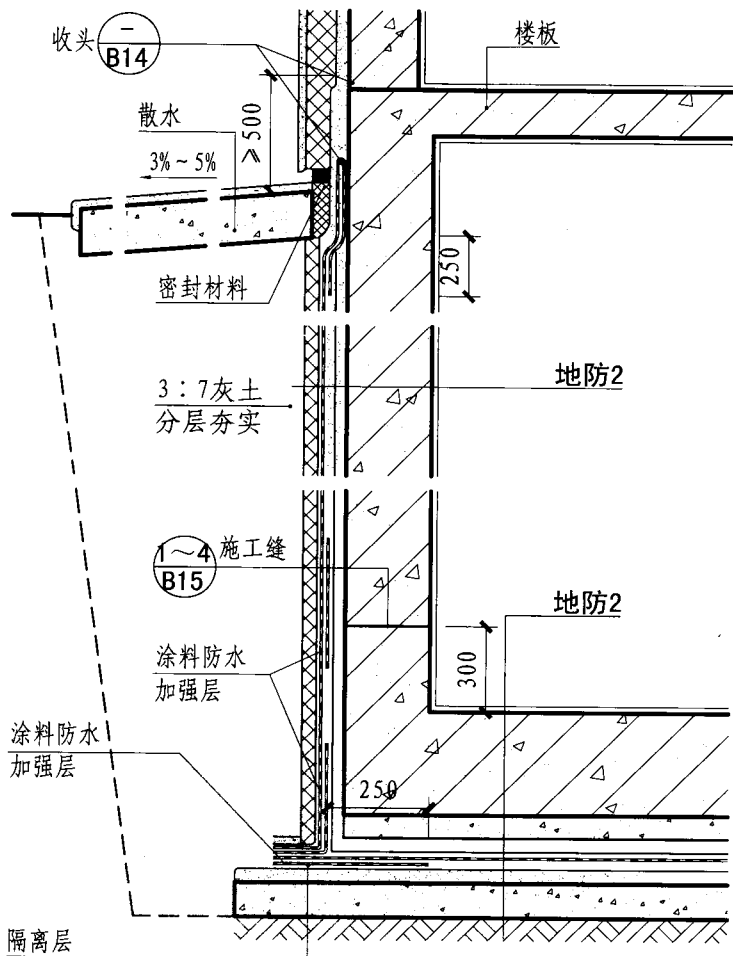 收头
—
B14
楼板
散水
≥500
3%～5%
密封材料
250
3：7灰土
分层夯实
地防2
1～4
B15
施工缝
地防2
涂料防水
加强层
300
涂料防水
加强层
250
隔离层